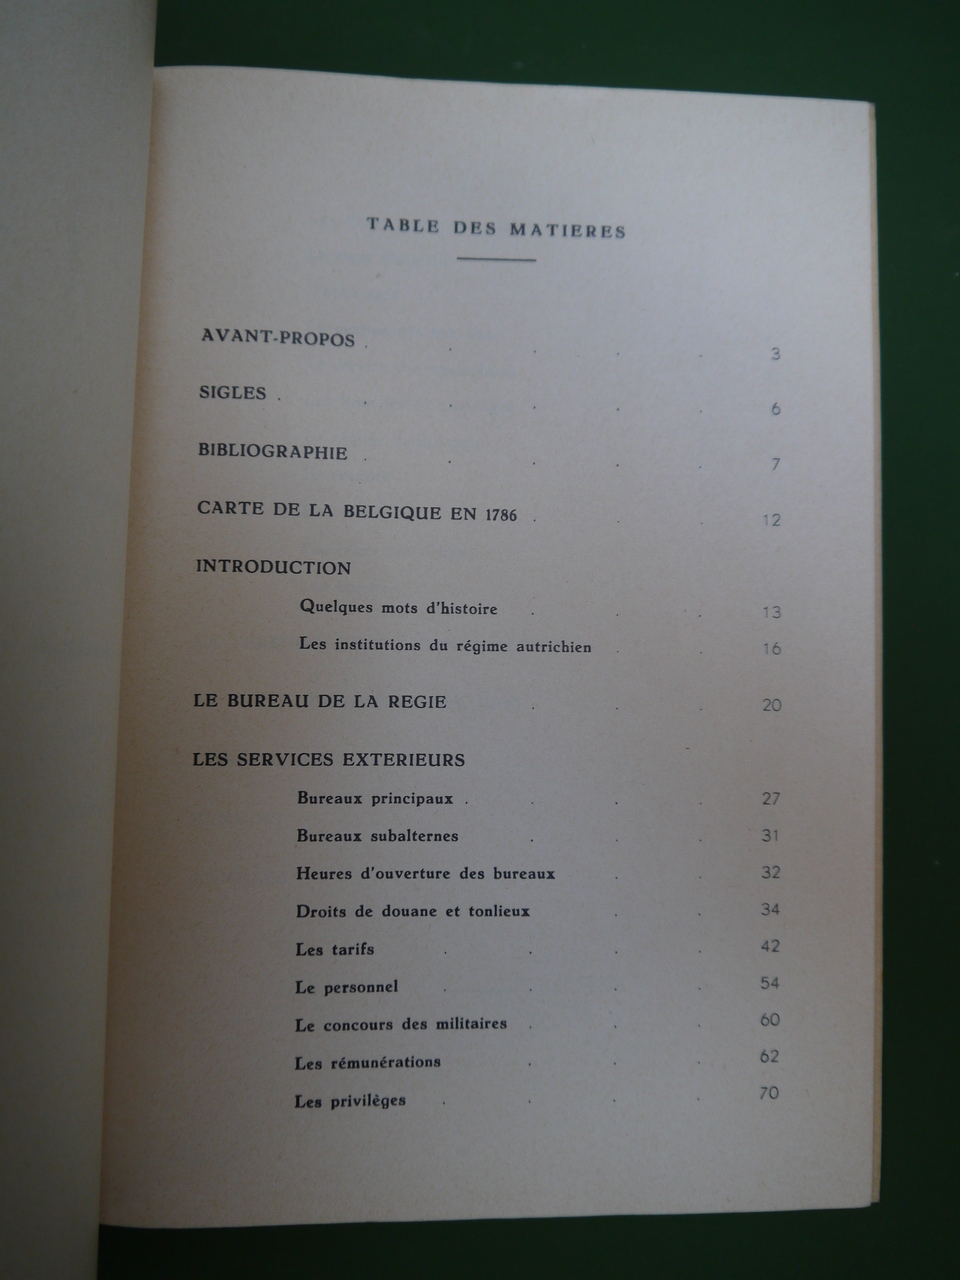 TABLE DES MATIERES
AVANT-PROPOS . . . . . 3
SIGLES . . . . . . 6
BIBLIOGRAPHIE . . . . . 7
CARTE DE LA BELGIQUE EN 1786 . . . 12
INTRODUCTION
Quelques mots d'histoire . . . 13
Les institutions du régime autrichien . . 16
LE BUREAU DE LA REGIE . . . 20
LES SERVICES EXTERIEURS
Bureaux principaux . . . . 27
Bureaux subalternes . . . 31
Heures d'ouverture des bureaux . . 32
Droits de douane et tonlieux . . 34
Les tarifs . . . . 42
Le personnel . . . . 54
Le concours des militaires . . . 60
Les rémunérations . . . 62
Les privilèges . . . . 70